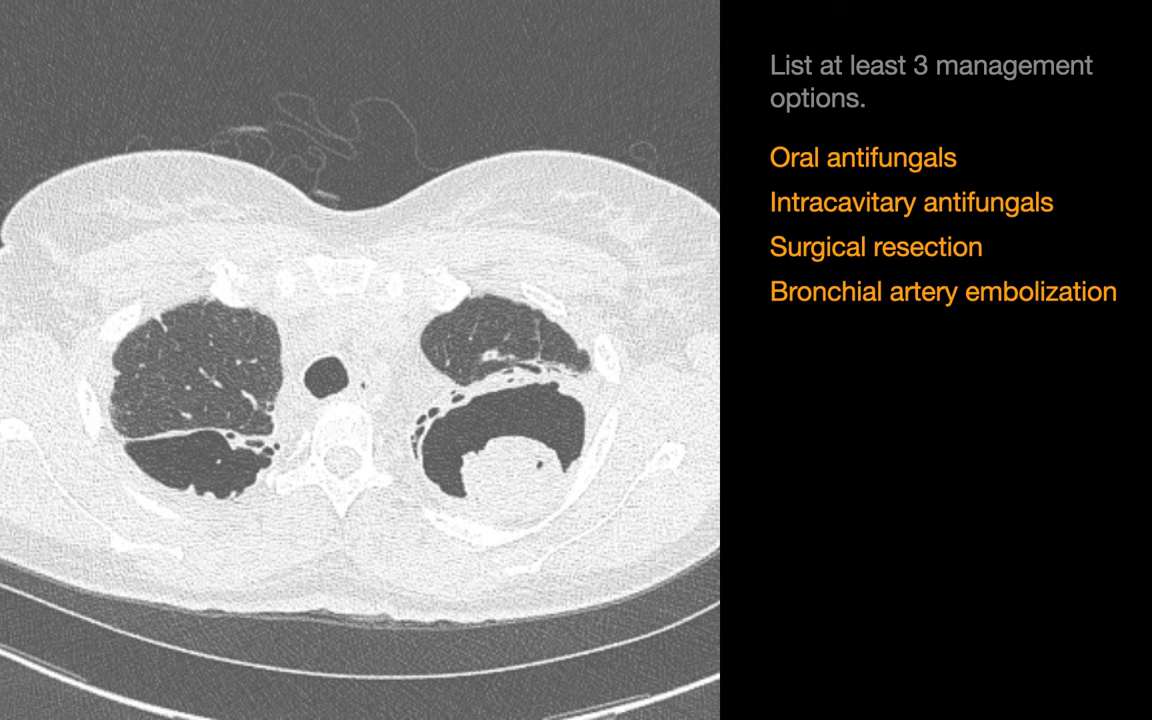 List at least 3 management
options.
Oral antifungals
Intracavitary antifungals
Surgical resection
Bronchial artery embolization